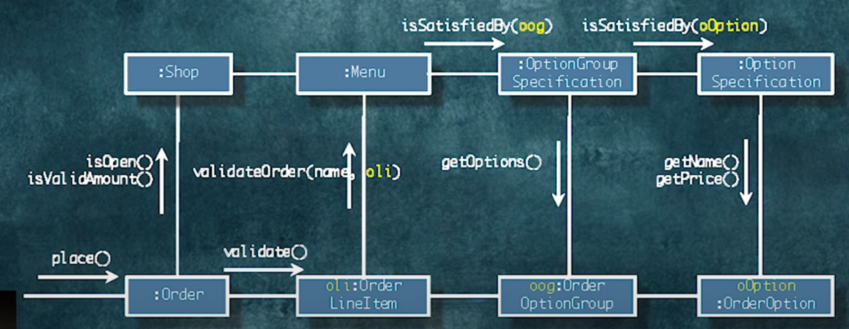 isSatisfiedBy(oog) isSatisfiedBy(oOption)
:Shop
:Menu
:OptionGroup
Specification
:Option
Specification
isOpen()
isValidAmount()
validateOrder(name, oli)
getOptions()
getName()
getPrice()
place()
validate()
:Order
oli:Order
LineItem
oog:Order
OptionGroup
oOption
:OrderOption